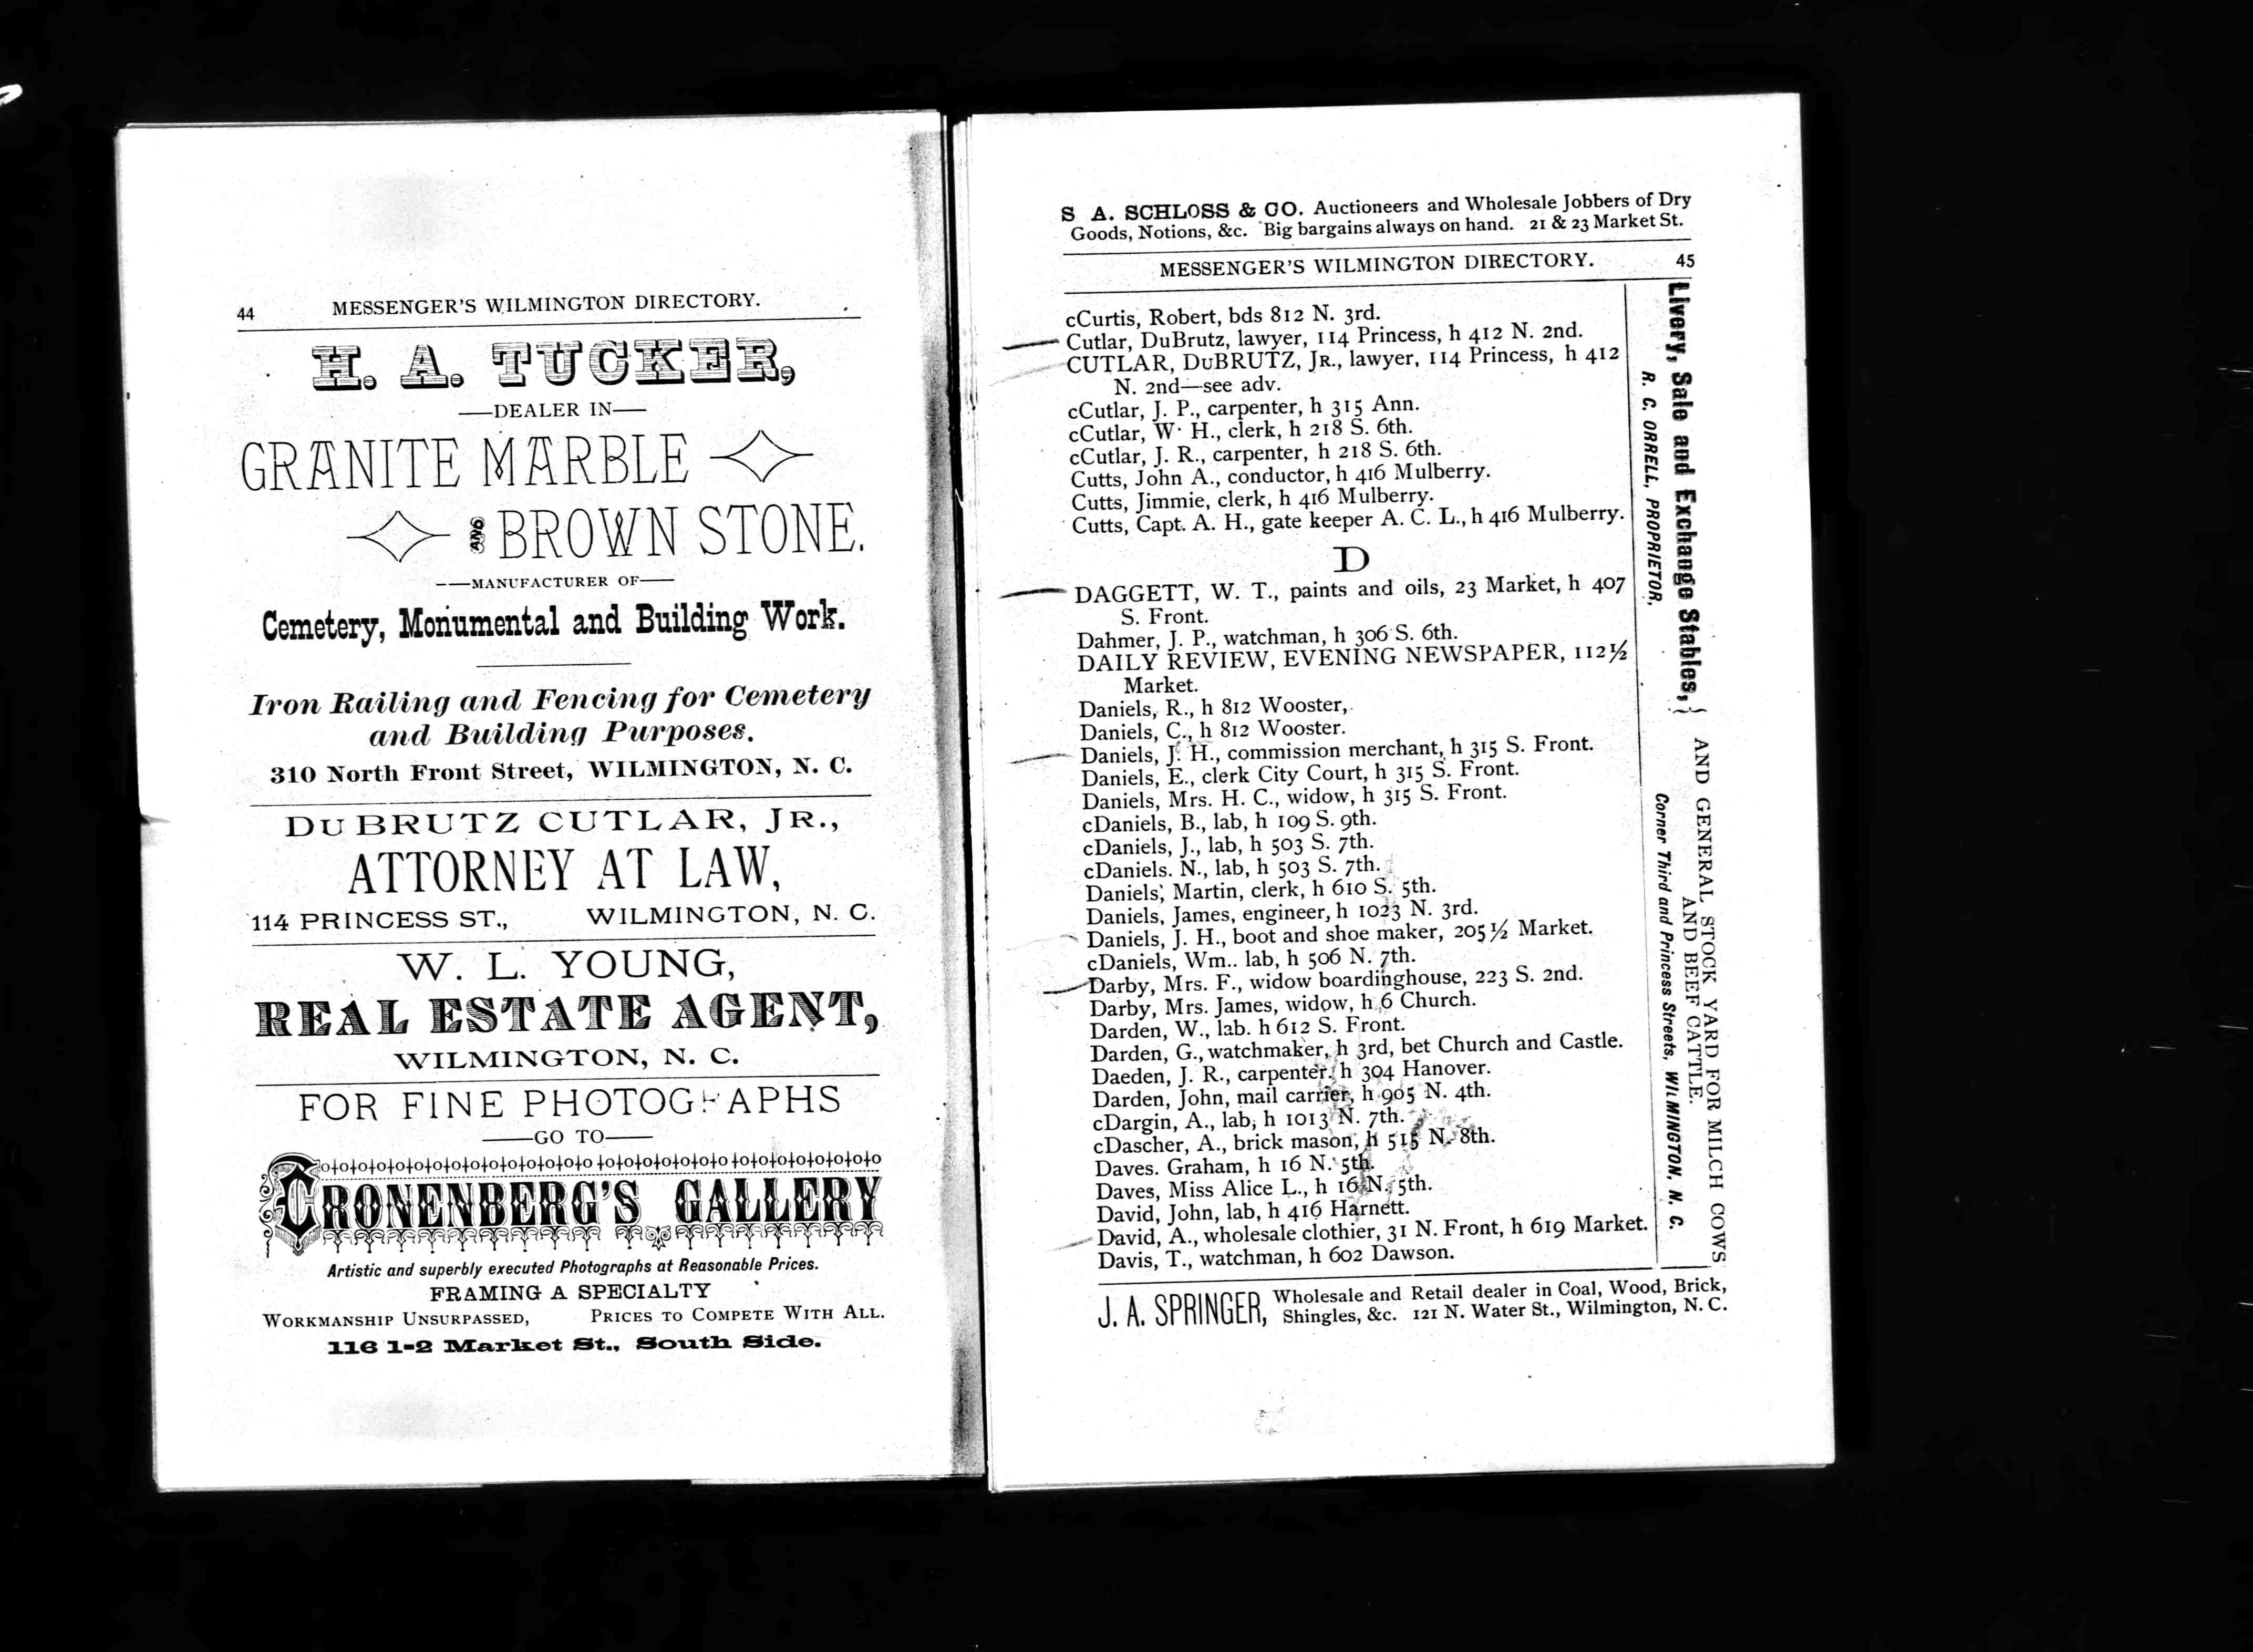 44 MESSENGER'S WILMINGTON DIRECTORY.
H. A. TUCKER,
——DEALER IN——
GRANITE MARBLE
AND BROWN STONE.
——MANUFACTURER OF——
Cemetery, Monumental and Building Work.
Iron Railing and Fencing for Cemetery
and Building Purposes.
310 North Front Street, WILMINGTON, N. C.
DUBRUTZ CUTLAR, JR.,
ATTORNEY AT LAW,
114 PRINCESS ST., WILMINGTON, N. C.
W. L. YOUNG,
REAL ESTATE AGENT,
WILMINGTON, N. C.
FOR FINE PHOTOGRAPHS
——GO TO——
CRONENBERG'S GALLERY
Artistic and superbly executed Photographs at Reasonable Prices.
FRAMING A SPECIALTY
WORKMANSHIP UNSURPASSED, PRICES TO COMPETE WITH ALL.
116 1-2 Market St., South Side.
S A. SCHLOSS & CO. Auctioneers and Wholesale Jobbers of Dry
Goods, Notions, &c. Big bargains always on hand. 21 & 23 Market St.
MESSENGER'S WILMINGTON DIRECTORY. 45
cCurtis, Robert, bds 812 N. 3rd.
Cutlar, DuBrutz, lawyer, 114 Princess, h 412 N. 2nd.
CUTLAR, DUBRUTZ, JR., lawyer, 114 Princess, h 412
N. 2nd—see adv.
cCutlar, J. P., carpenter, h 315 Ann.
cCutlar, W. H., clerk, h 218 S. 6th.
cCutlar, J. R., carpenter, h 218 S. 6th.
Cutts, John A., conductor, h 416 Mulberry.
Cutts, Jimmie, clerk, h 416 Mulberry.
Cutts, Capt. A. H., gate keeper A. C. L., h 416 Mulberry.
D
DAGGETT, W. T., paints and oils, 23 Market, h 407
S. Front.
Dahmer, J. P., watchman, h 306 S. 6th.
DAILY REVIEW, EVENING NEWSPAPER, 112½
Market.
Daniels, R., h 812 Wooster,
Daniels, C., h 812 Wooster.
Daniels, J. H., commission merchant, h 315 S. Front.
Daniels, E., clerk City Court, h 315 S. Front.
Daniels, Mrs. H. C., widow, h 315 S. Front.
cDaniels, B., lab, h 109 S. 9th.
cDaniels, J., lab, h 503 S. 7th.
cDaniels. N., lab, h 503 S. 7th.
Daniels, Martin, clerk, h 610 S. 5th.
Daniels, James, engineer, h 1023 N. 3rd.
Daniels, J. H., boot and shoe maker, 205½ Market.
cDaniels, Wm.. lab, h 506 N. 7th.
Darby, Mrs. F., widow boardinghouse, 223 S. 2nd.
Darby, Mrs. James, widow, h 6 Church.
Darden, W., lab. h 612 S. Front.
Darden, G., watchmaker, h 3rd, bet Church and Castle.
Daeden, J. R., carpenter. h 304 Hanover.
Darden, John, mail carrier, h 905 N. 4th.
cDargin, A., lab, h 1013 N. 7th.
cDascher, A., brick mason, h 515 N. 8th.
Daves. Graham, h 16 N. 5th.
Daves, Miss Alice L., h 16 N. 5th.
David, John, lab, h 416 Harnett.
David, A., wholesale clothier, 31 N. Front, h 619 Market.
Davis, T., watchman, h 602 Dawson.
Livery, Sale and Exchange Stables, } AND GENERAL STOCK YARD FOR MILCH COWS
AND BEEF CATTLE.
R. C. ORRELL, PROPRIETOR,
Corner Third and Princess Streets, WILMINGTON, N. C.
J. A. SPRINGER, Wholesale and Retail dealer in Coal, Wood, Brick,
Shingles, &c. 121 N. Water St., Wilmington, N. C.